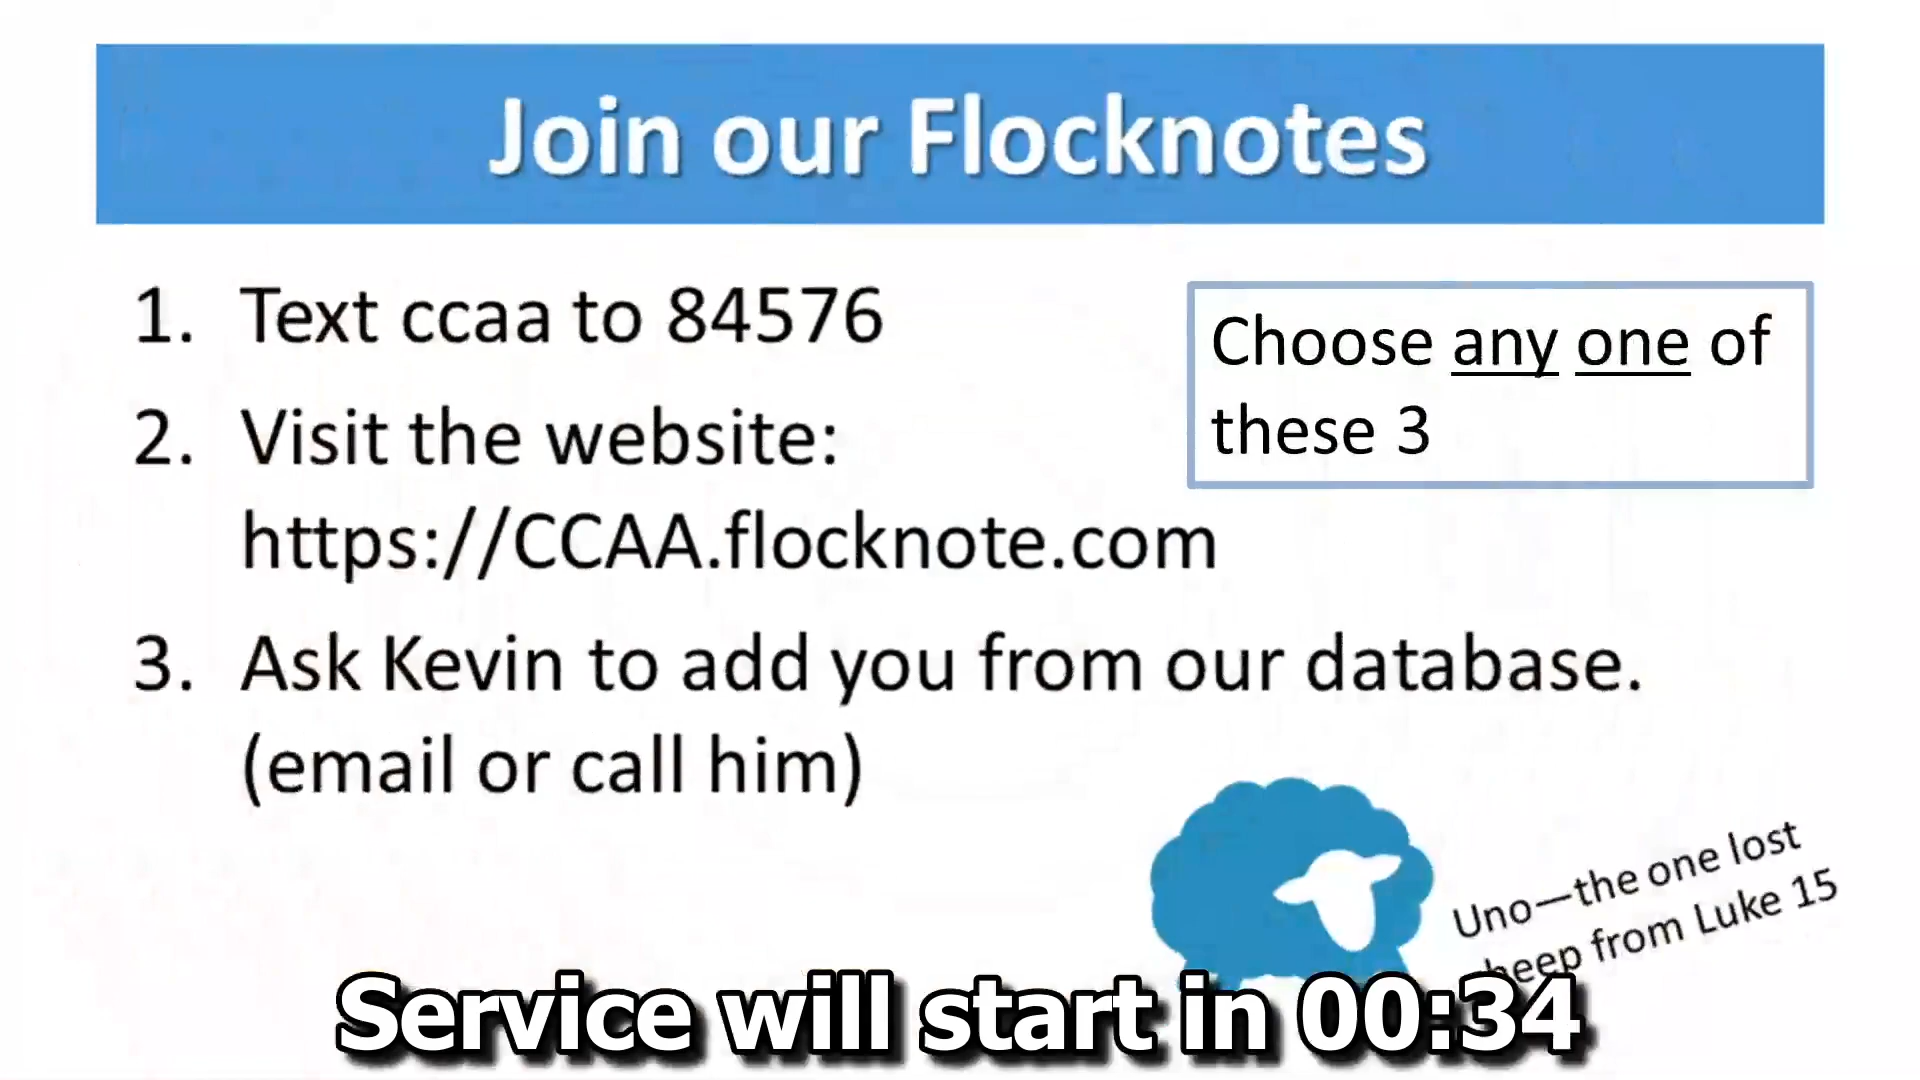 Join our Flocknotes
1. Text ccaa to 84576
Choose any one of
these 3
2. Visit the website:
https://CCAA.flocknote.com
3. Ask Kevin to add you from our database.
(email or call him)
Uno—the one lost
from Luke 15
Service will start in 00:34